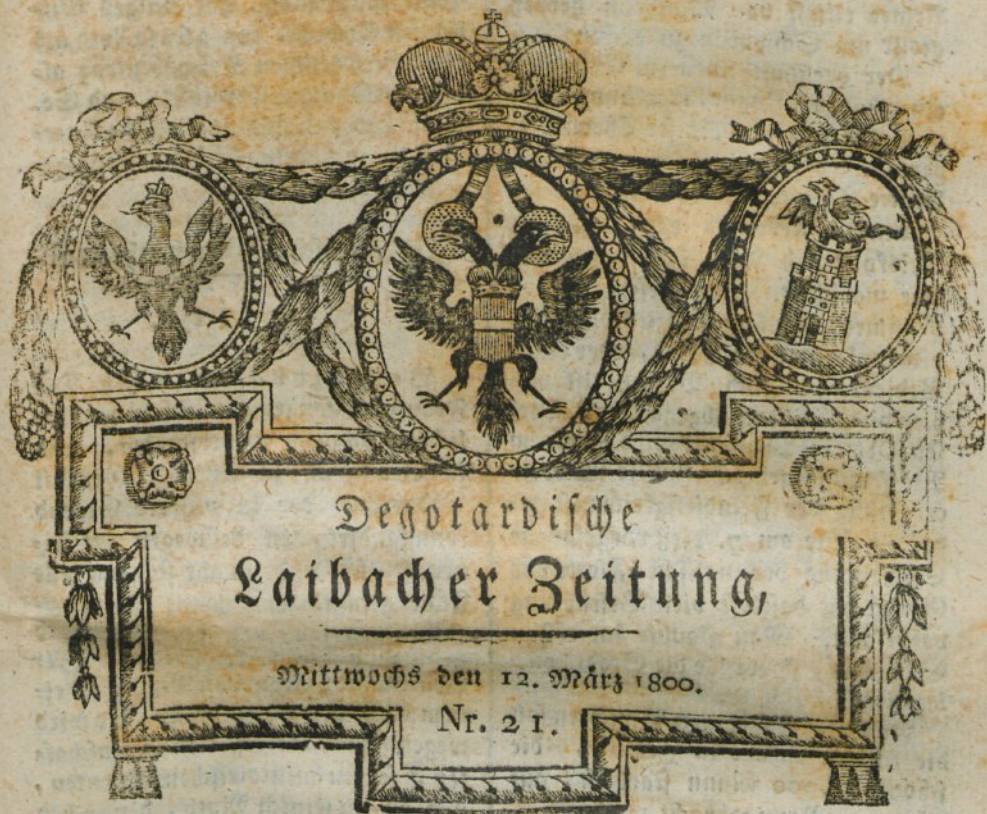 Degotardische
Laibacher Zeitung,
Mittwochs den 12. März 1800.
Nr. 21.